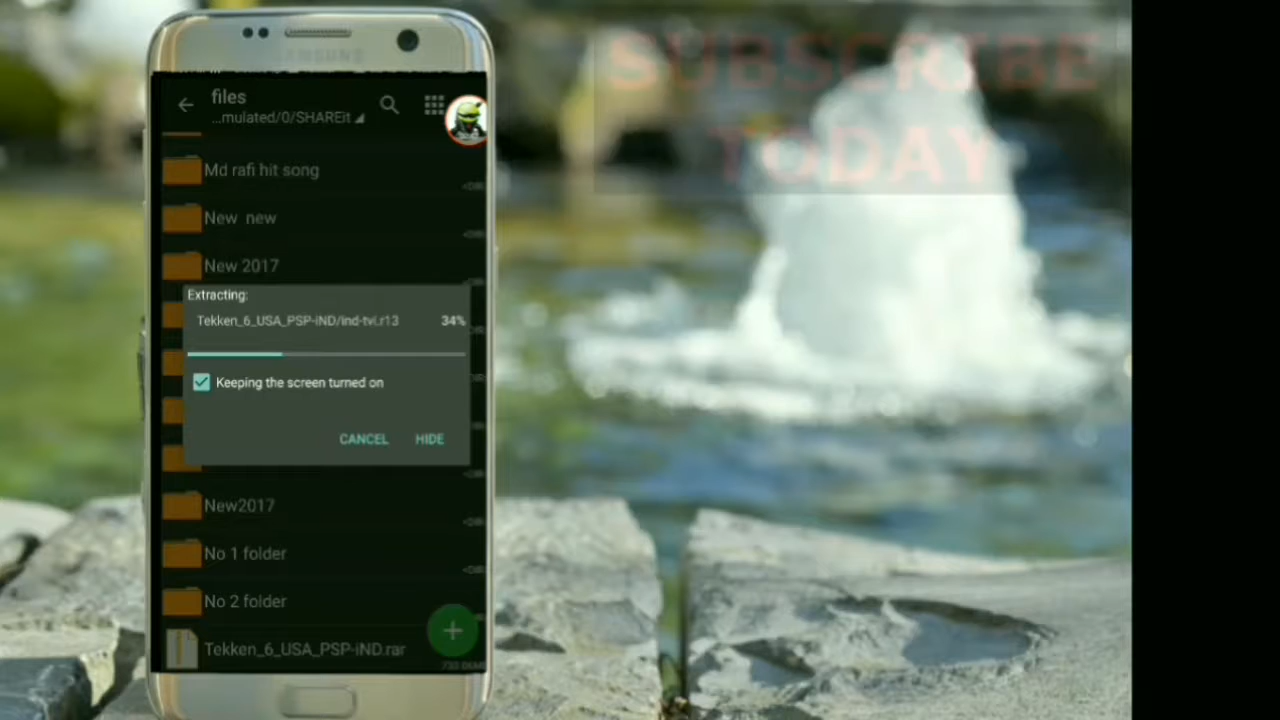 SUBSCRIBE
TODAY
SAMSUNG
files
...mulated/0/SHAREit
Md rafi hit song
New new
New 2017
Extracting:
Tekken_6_USA_PSP-iND/ind-tvi.r13 34%
Keeping the screen turned on
CANCEL HIDE
New2017
No 1 folder
No 2 folder
Tekken_6_USA_PSP-iND.rar